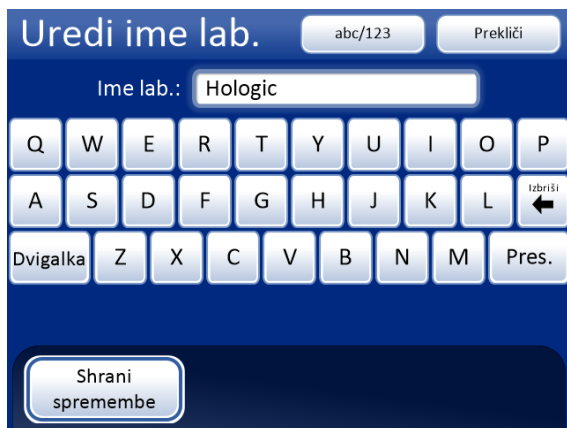 Uredi ime lab. abc/123 Prekliči
Ime lab.: Hologic
Q W E R T Y U I O P
A S D F G H J K L Izbriši
Dvigalka Z X C V B N M Pres.
Shrani
spremembe